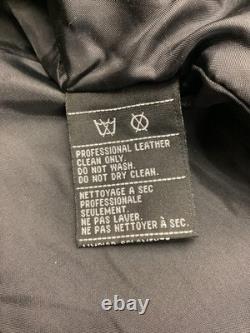 PROFESSIONAL LEATHER
CLEAN ONLY.
DO NOT WASH.
DO NOT DRY CLEAN.
NETTOYAGE A SEC
PROFESSIONALE
SEULEMENT.
NE PAS LAVER.
NE PAS NETTOYER À SEC.